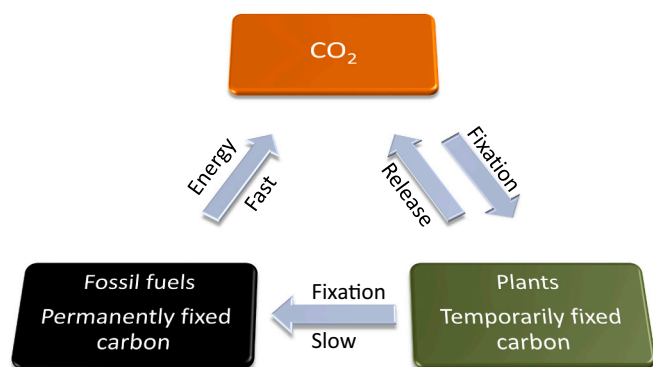 CO₂
Energy
Fast
Release
Fixation
Fossil fuels
Permanently fixed
carbon
Fixation
Slow
Plants
Temporarily fixed
carbon